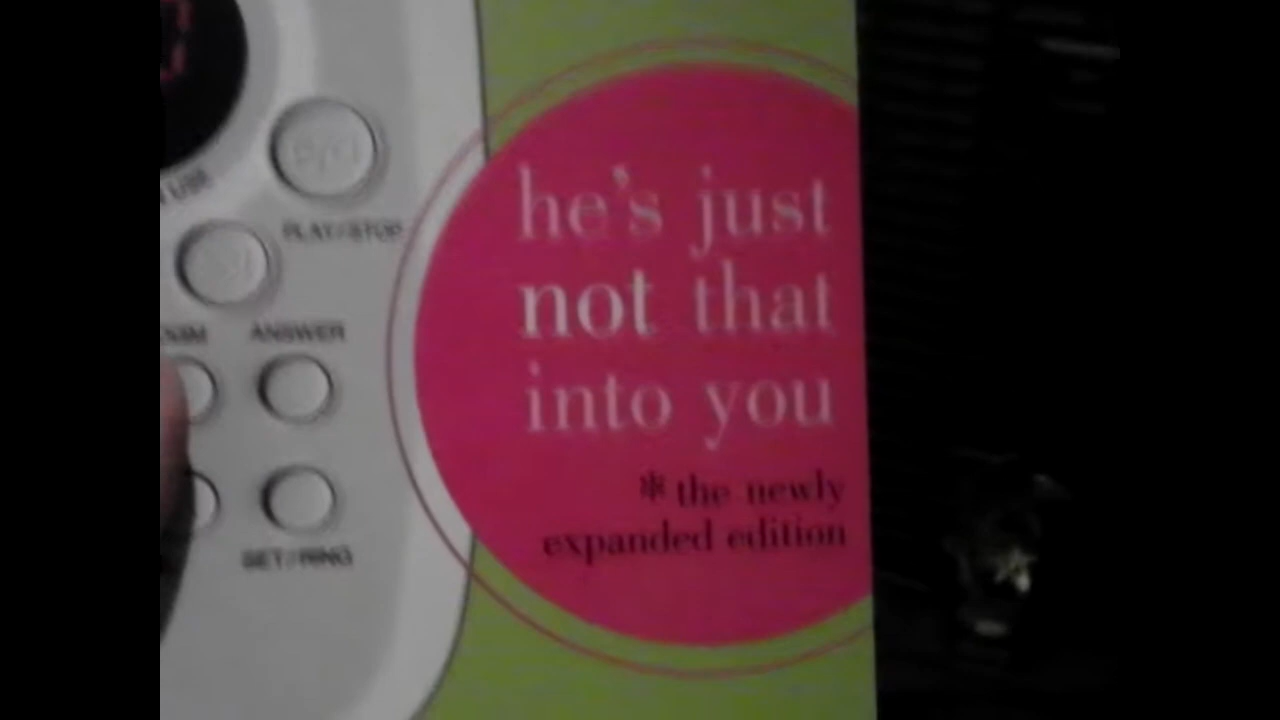 PLAY/STOP
ANSWER
SET/RING
he's just
not that
into you
* the newly
expanded edition